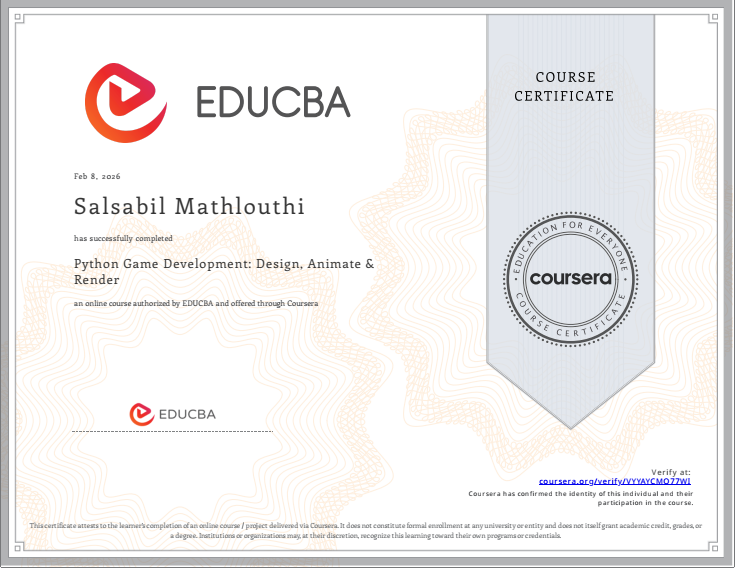 EDUCBA
COURSE
CERTIFICATE
Feb 8, 2026
Salsabil Mathlouthi
has successfully completed
Python Game Development: Design, Animate &
Render
an online course authorized by EDUCBA and offered through Coursera
EDUCATION FOR EVERYONE
coursera
COURSE CERTIFICATE
EDUCBA
Verify at:
coursera.org/verify/VYYAYCMO77WI
Coursera has confirmed the identity of this individual and their
participation in the course.
This certificate attests to the learner's completion of an online course / project delivered via Coursera. It does not constitute formal enrollment at any university or entity and does not itself grant academic credit, grades, or
a degree. Institutions or organizations may, at their discretion, recognize this learning toward their own programs or credentials.